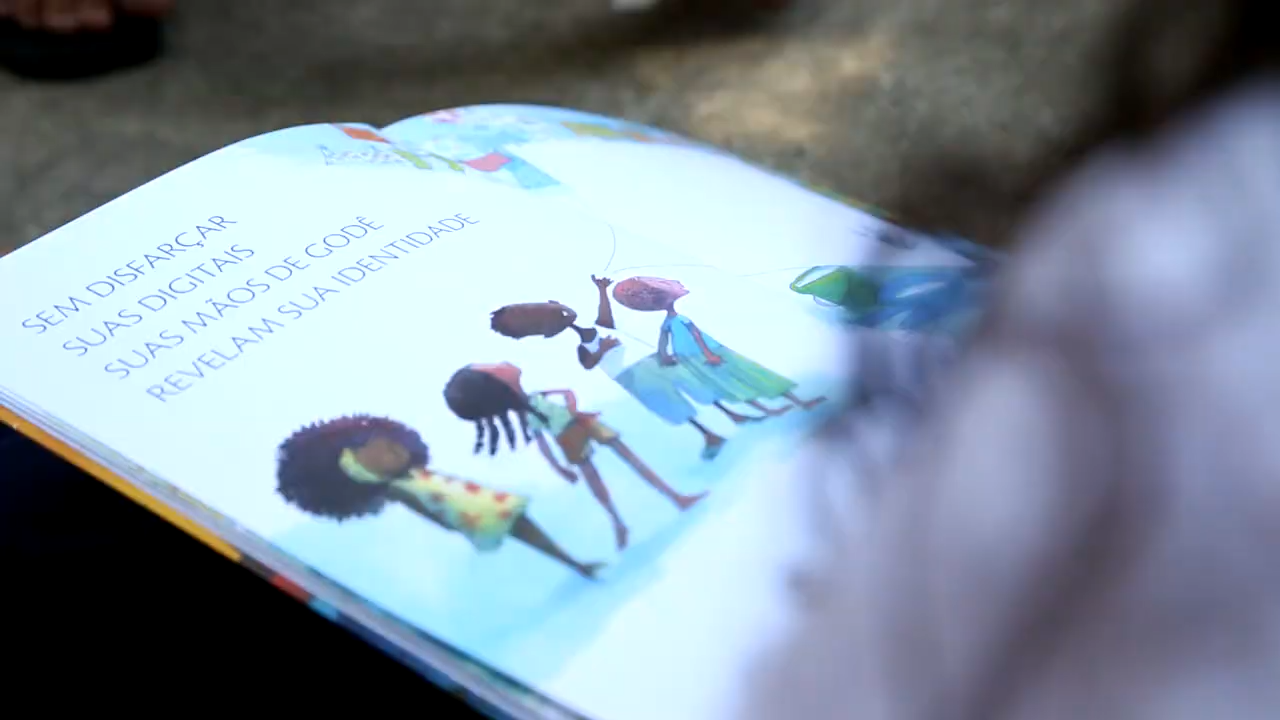 SEM DISFARÇAR
SUAS DIGITAIS
SUAS MÃOS DE GODÊ
REVELAM SUA IDENTIDADE